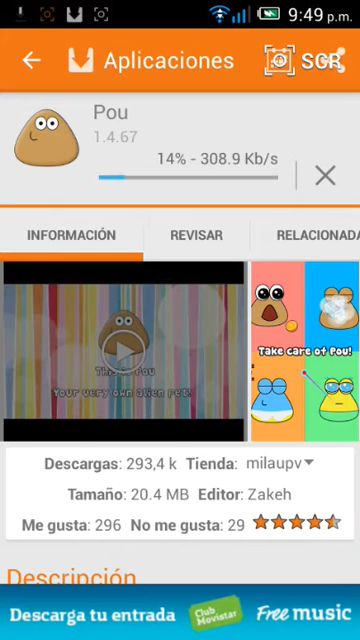 9:49 p.m.
Aplicaciones
SCR
Pou
1.4.67
14% - 308.9 Kb/s
INFORMACIÓN REVISAR RELACIONADA
This is Pou
Your very own alien pet!
Take care of Pou!
Descargas: 293,4 k Tienda: milaupv
Tamaño: 20.4 MB Editor: Zakeh
Me gusta: 296 No me gusta: 29
Descripción
Descarga tu entrada Club Movistar Free music